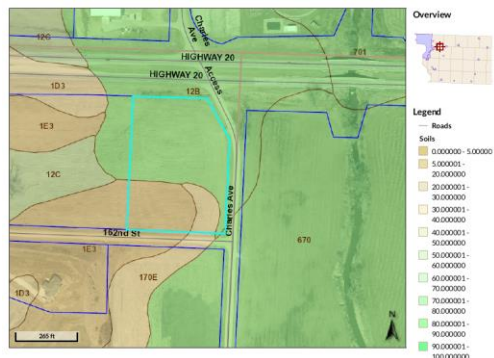 Charles Ave
12C
HIGHWAY 20
701
HIGHWAY 20
Access
1D3
12B
1E3
12C
Charles Ave
162nd St
1E3
670
170E
1D3
265 ft
N
Overview
Legend
Roads
Soils
0.000000 - 5.00000
5.000001 -
20.000000
20.000001 -
30.000000
30.000001 -
40.000000
40.000001 -
50.000000
50.000001 -
60.000000
60.000001 -
70.000000
70.000001 -
80.000000
80.000001 -
90.000000
90.000001 -
100.000000